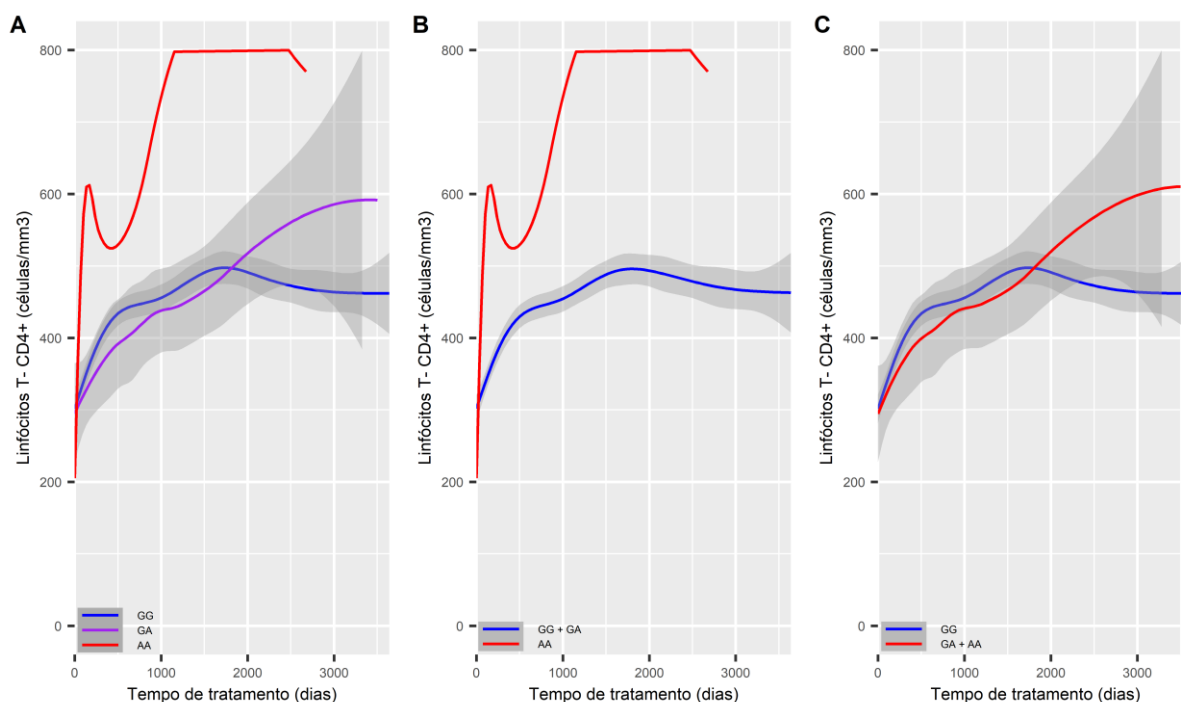 A
Linfócitos T- CD4+ (células/mm3)
800
600
400
200
0
GG
GA
AA
0 1000 2000 3000
Tempo de tratamento (dias)
B
Linfócitos T- CD4+ (células/mm3)
800
600
400
200
0
GG + GA
AA
0 1000 2000 3000
Tempo de tratamento (dias)
C
Linfócitos T- CD4+ (células/mm3)
800
600
400
200
0
GG
GA + AA
0 1000 2000 3000
Tempo de tratamento (dias)